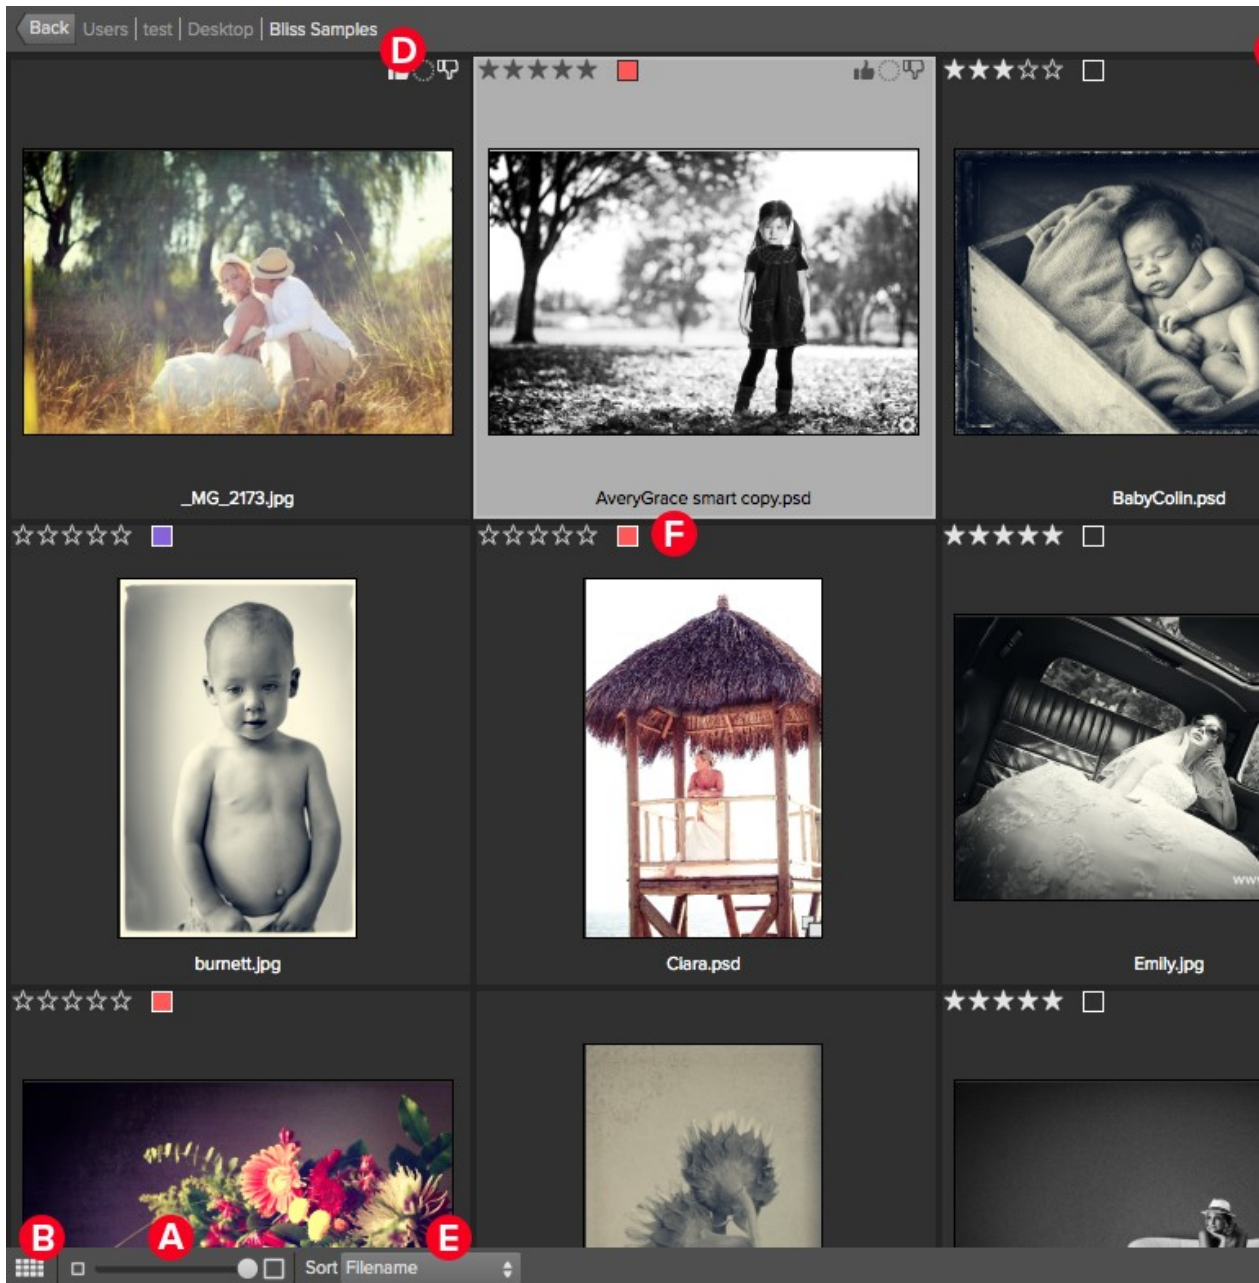 Back Users | test | Desktop | Bliss Samples
D
_MG_2173.jpg
AveryGrace smart copy.psd
BabyColin.psd
F
www
burnett.jpg
Clara.psd
Emily.jpg
B
A
E
Sort Filename